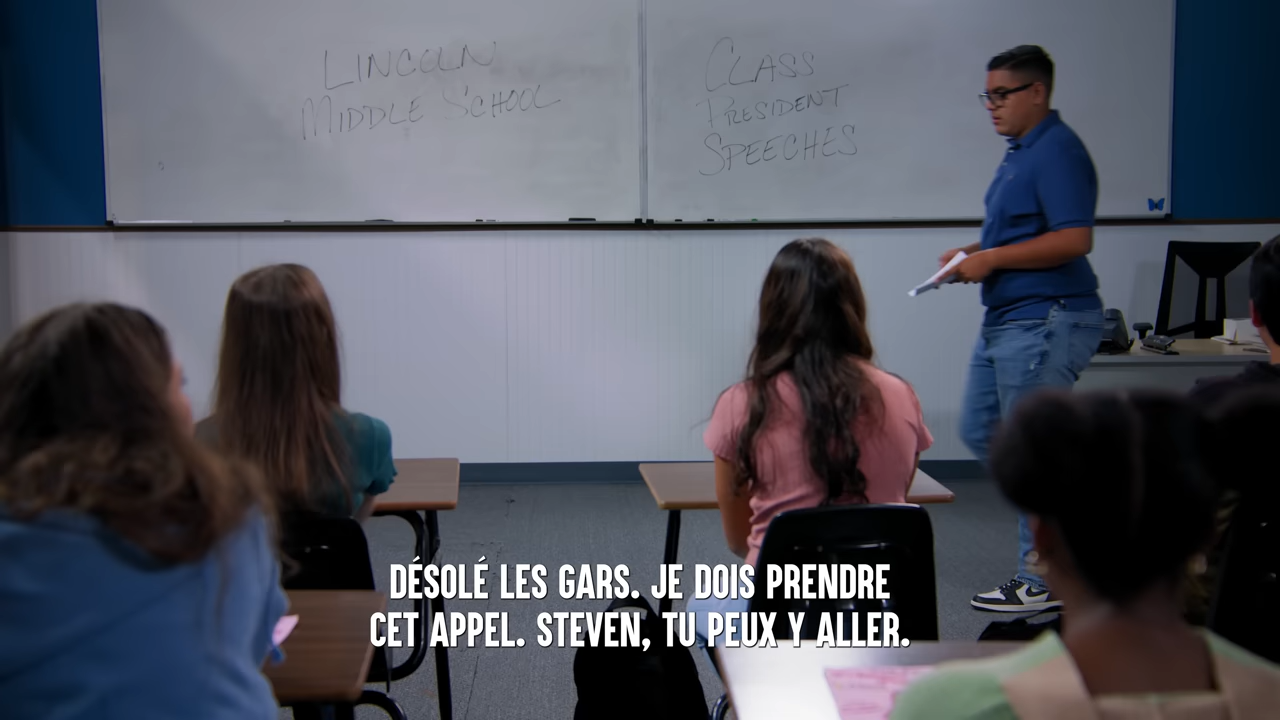 LINCOLN
MIDDLE SCHOOL
CLASS
PRESIDENT
SPEECHES
DÉSOLÉ LES GARS. JE DOIS PRENDRE
CET APPEL. STEVEN, TU PEUX Y ALLER.